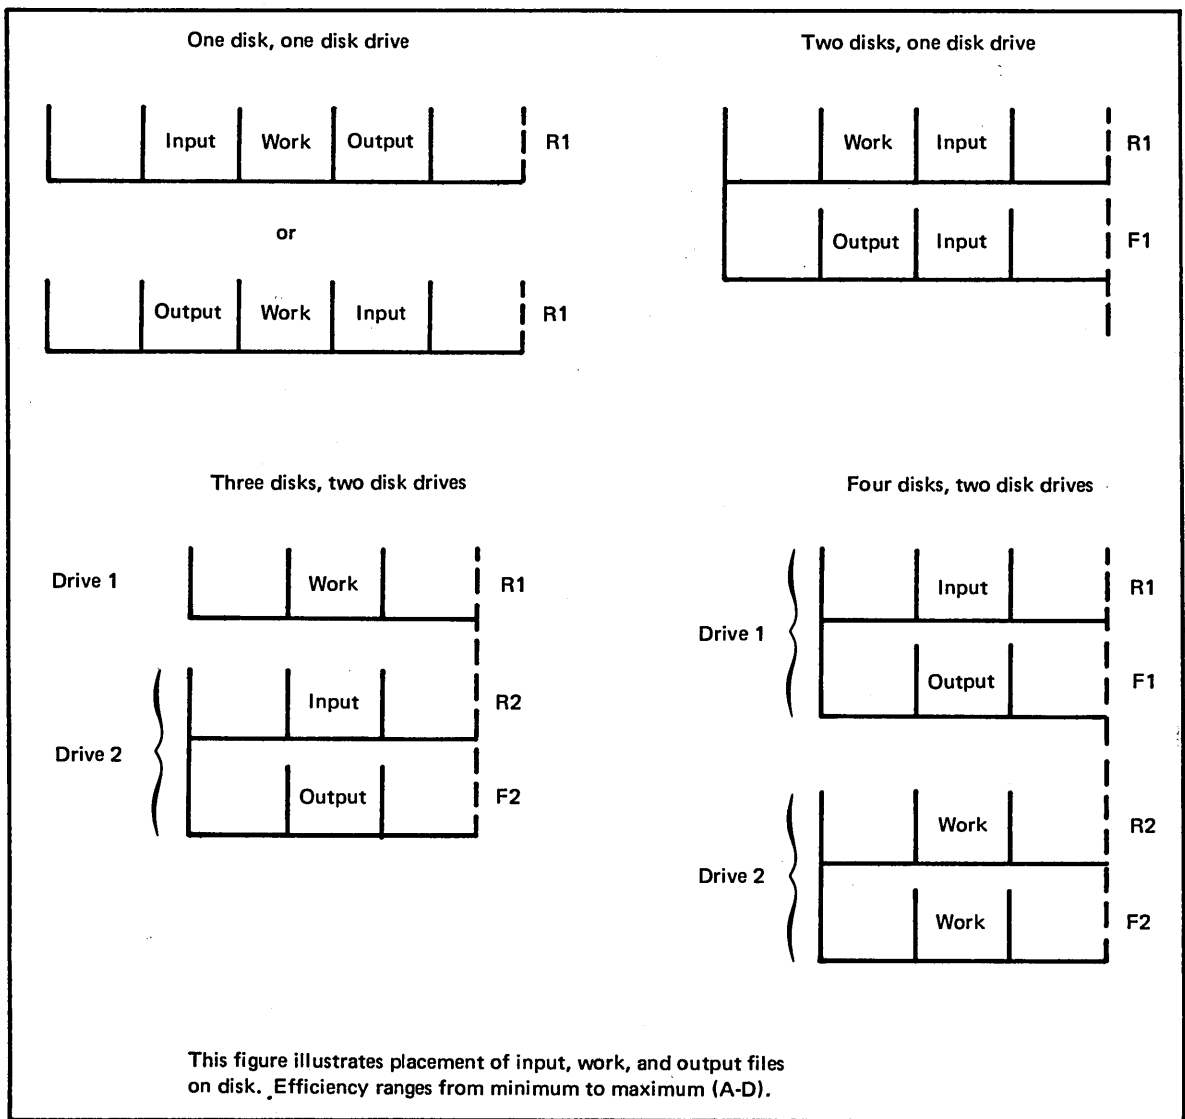 One disk, one disk drive
Input Work Output R1
or
Output Work Input R1
Two disks, one disk drive
Work Input R1
Output Input F1
Three disks, two disk drives
Drive 1 Work R1
Drive 2
Input R2
Output F2
Four disks, two disk drives
Drive 1
Input R1
Output F1
Drive 2
Work R2
Work F2
This figure illustrates placement of input, work, and output files
on disk. Efficiency ranges from minimum to maximum (A-D).